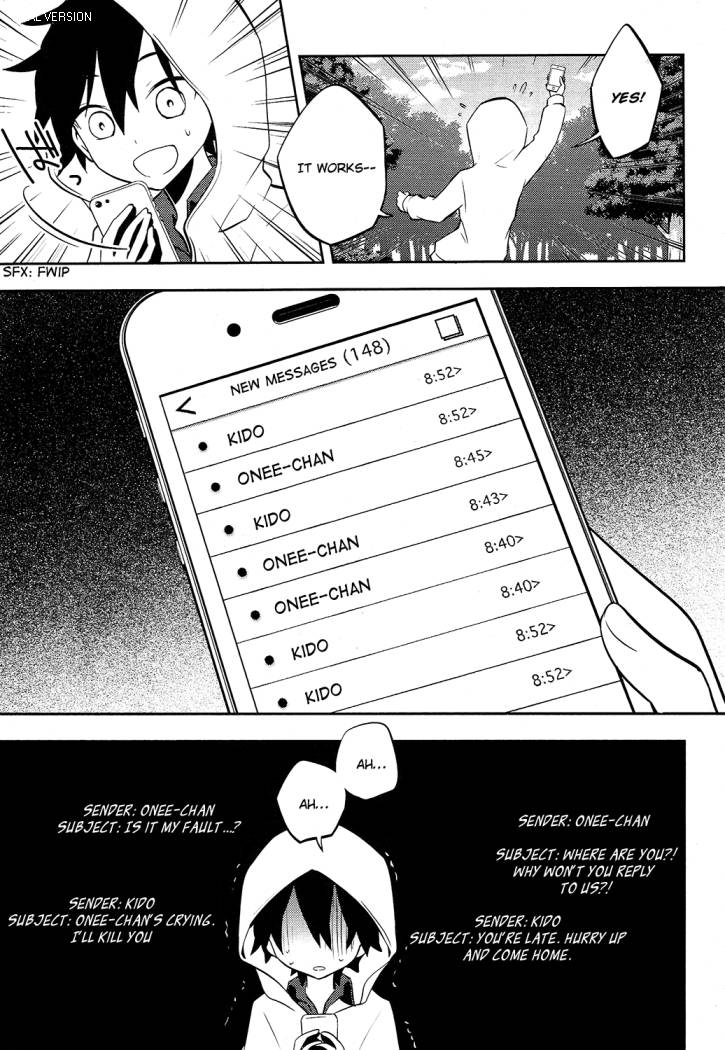 AL VERSION
YES!
IT WORKS--
SFX: FWIP
NEW MESSAGES (148)
8:52>
KIDO 8:52>
ONEE-CHAN 8:45>
KIDO 8:43>
ONEE-CHAN 8:40>
ONEE-CHAN 8:40>
KIDO 8:52>
KIDO 8:52>
AH...
AH...
SENDER: ONEE-CHAN
SUBJECT: WHERE ARE YOU?!
WHY WON'T YOU REPLY
TO US?!
SENDER: KIDO
SUBJECT: YOU'RE LATE. HURRY UP
AND COME HOME.
SENDER: ONEE-CHAN
SUBJECT: IS IT MY FAULT...?
SENDER: KIDO
SUBJECT: ONEE-CHAN'S CRYING.
I'LL KILL YOU